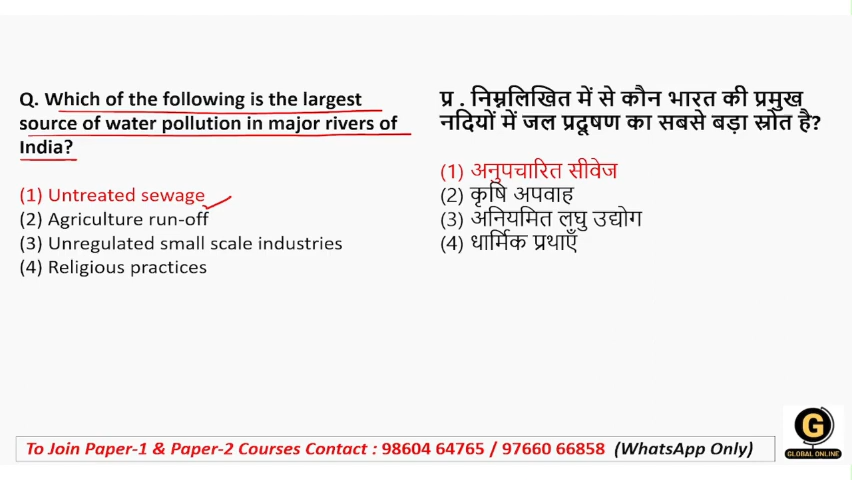 Q. Which of the following is the largest
source of water pollution in major rivers of
India?
(1) Untreated sewage
(2) Agriculture run-off
(3) Unregulated small scale industries
(4) Religious practices
प्र . निम्नलिखित में से कौन भारत की प्रमुख
नदियों में जल प्रदूषण का सबसे बड़ा स्रोत है?
(1) अनुपचारित सीवेज
(2) कृषि अपवाह
(3) अनियमित लघु उद्योग
(4) धार्मिक प्रथाएँ
G
GLOBAL ONLINE
To Join Paper-1 & Paper-2 Courses Contact : 98604 64765 / 97660 66858 (WhatsApp Only)